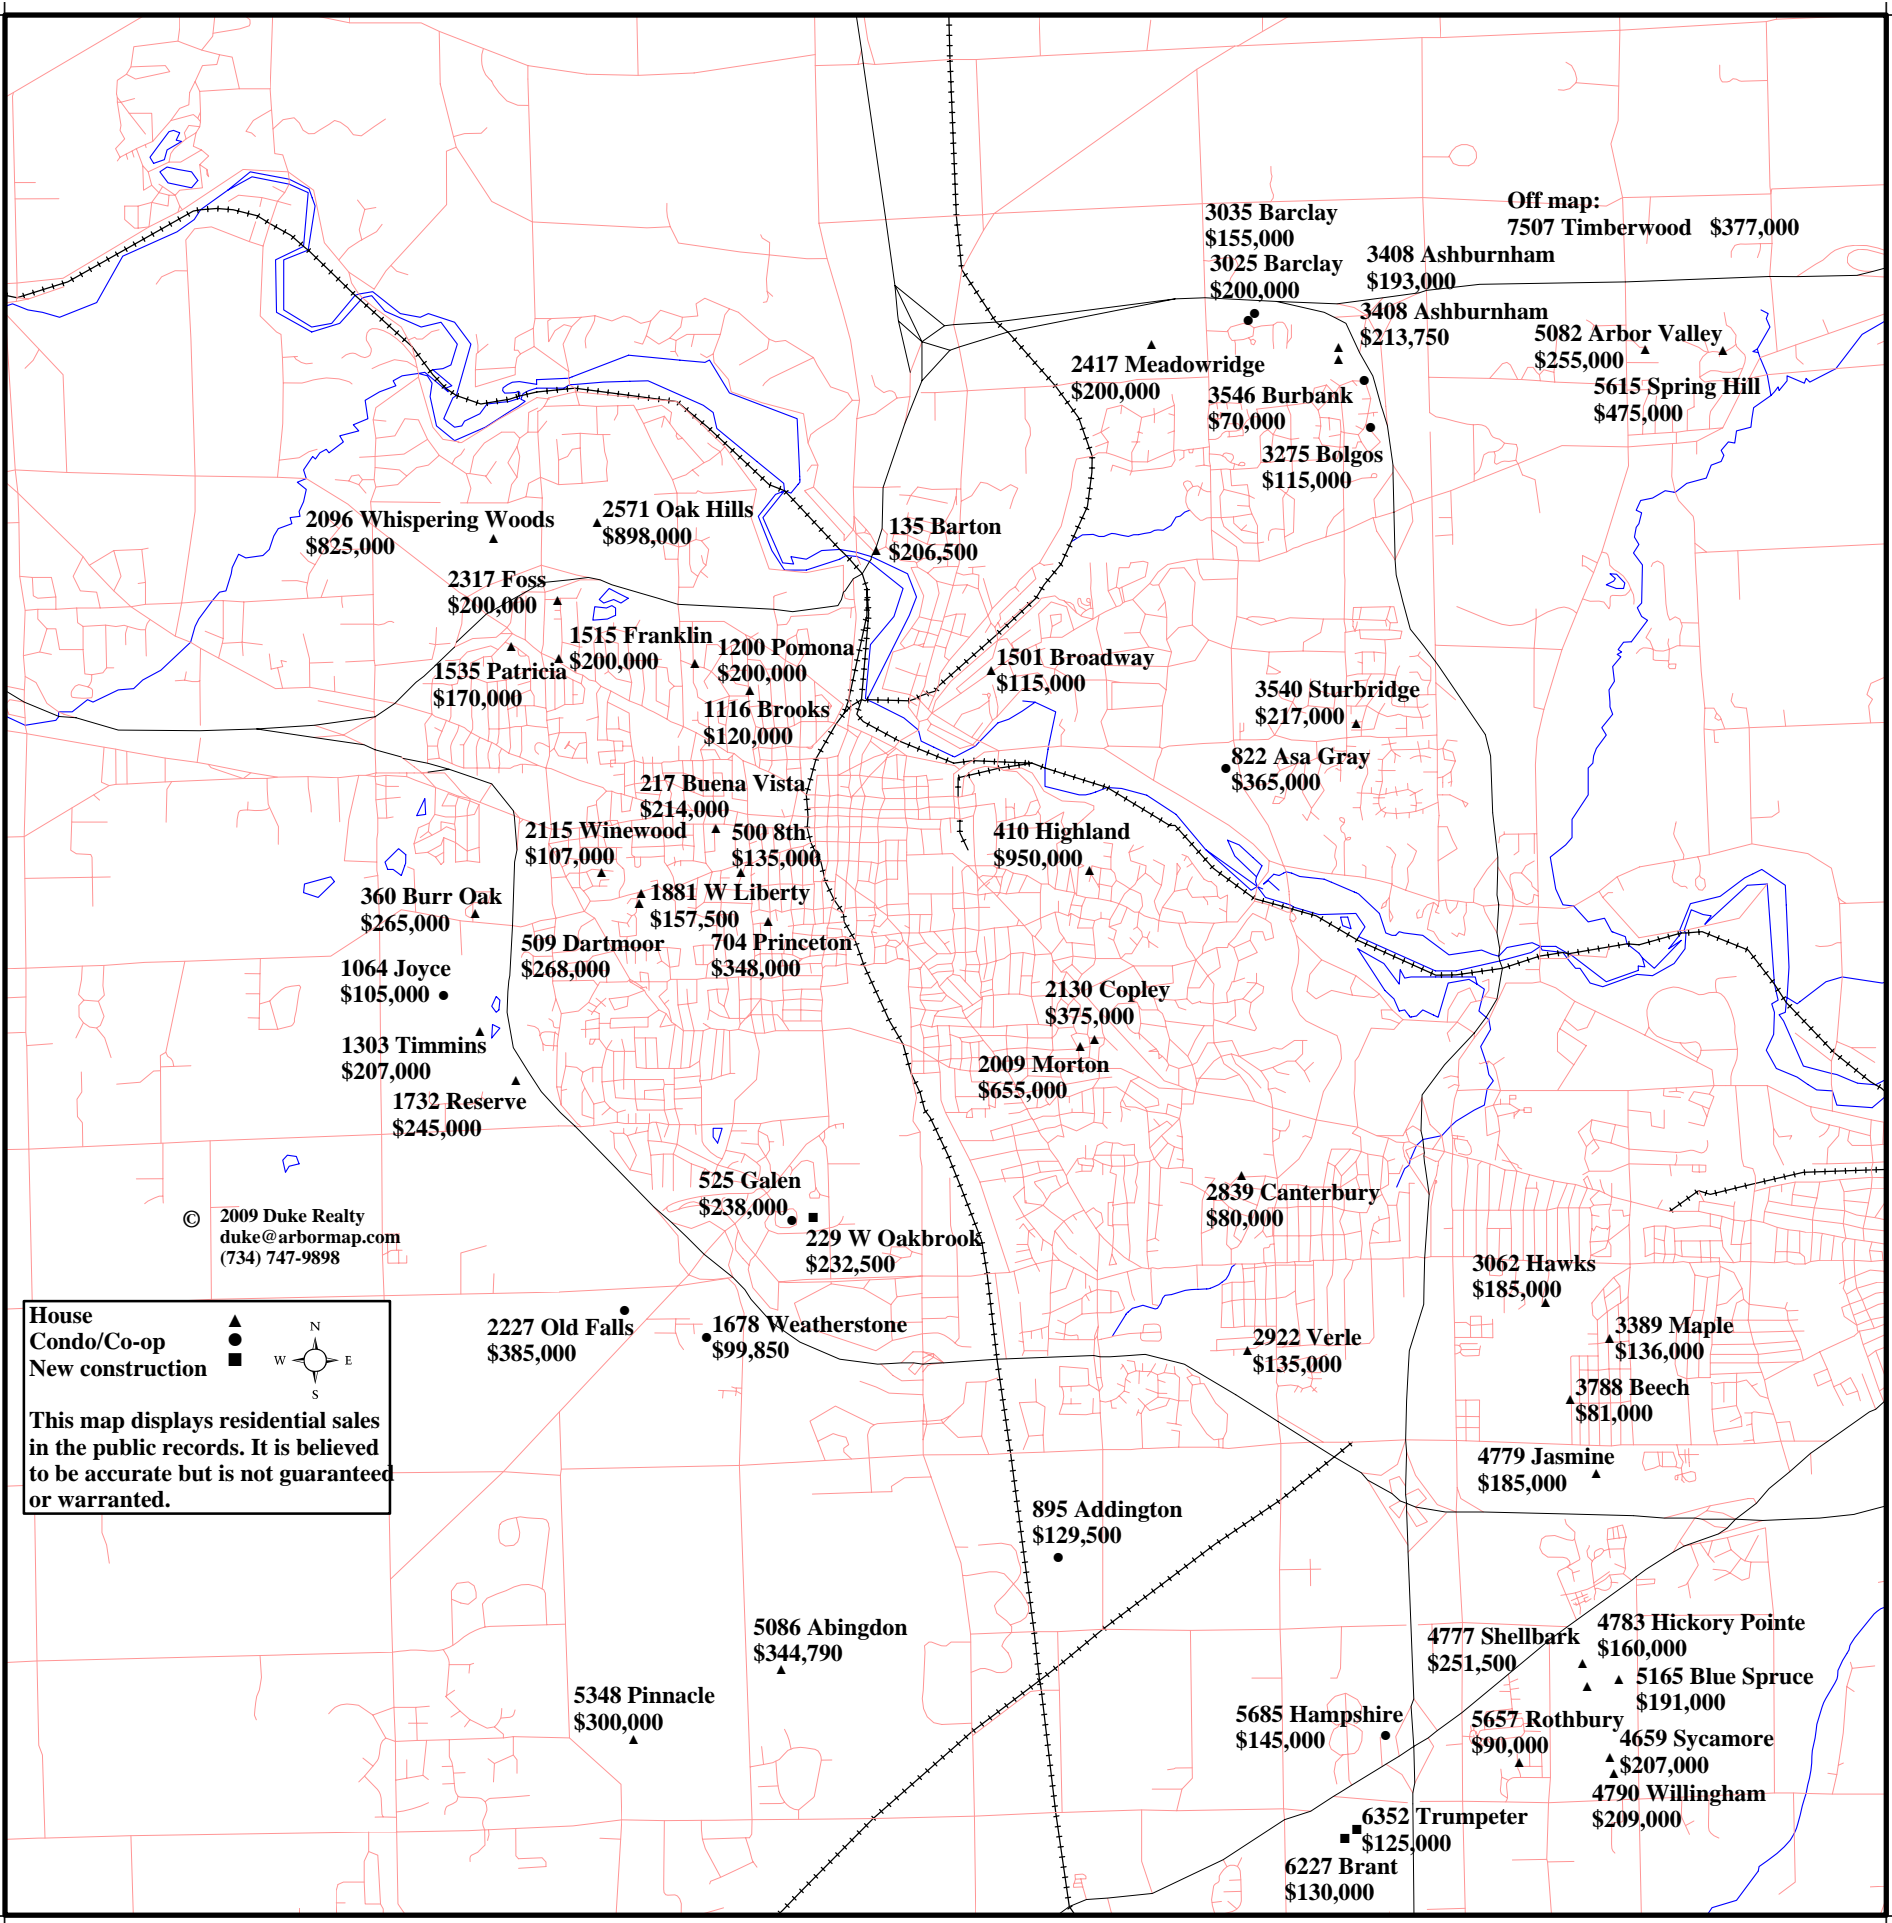 Off map:
7507 Timberwood $377,000
3035 Barclay
$155,000
3025 Barclay
$200,000
3408 Ashburnham
$193,000
3408 Ashburnham
$213,750
5082 Arbor Valley
$255,000
5615 Spring Hill
$475,000
2417 Meadowridge
$200,000
3546 Burbank
$70,000
3275 Bolgos
$115,000
2096 Whispering Woods
$825,000
2571 Oak Hills
$898,000
135 Barton
$206,500
2317 Foss
$200,000
1515 Franklin
$200,000
1200 Pomona
$200,000
1535 Patricia
$170,000
1501 Broadway
$115,000
1116 Brooks
$120,000
3540 Sturbridge
$217,000
822 Asa Gray
$365,000
217 Buena Vista
$214,000
2115 Winewood
$107,000
500 8th
$135,000
410 Highland
$950,000
360 Burr Oak
$265,000
1881 W Liberty
$157,500
509 Dartmoor
$268,000
704 Princeton
$348,000
1064 Joyce
$105,000
2130 Copley
$375,000
1303 Timmins
$207,000
2009 Morton
$655,000
1732 Reserve
$245,000
525 Galen
$238,000
2839 Canterbury
$80,000
229 W Oakbrook
$232,500
© 2009 Duke Realty
duke@arbormap.com
(734) 747-9898
3062 Hawks
$185,000
2227 Old Falls
$385,000
1678 Weatherstone
$99,850
2922 Verle
$135,000
3389 Maple
$136,000
3788 Beech
$81,000
House
Condo/Co-op
New construction
N
W E
S
This map displays residential sales
in the public records. It is believed
to be accurate but is not guaranteed
or warranted.
4779 Jasmine
$185,000
895 Addington
$129,500
5086 Abingdon
$344,790
4777 Shellbark
$251,500
4783 Hickory Pointe
$160,000
5165 Blue Spruce
$191,000
5348 Pinnacle
$300,000
5685 Hampshire
$145,000
5657 Rothbury
$90,000
4659 Sycamore
$207,000
4790 Willingham
$209,000
6352 Trumpeter
$125,000
6227 Brant
$130,000